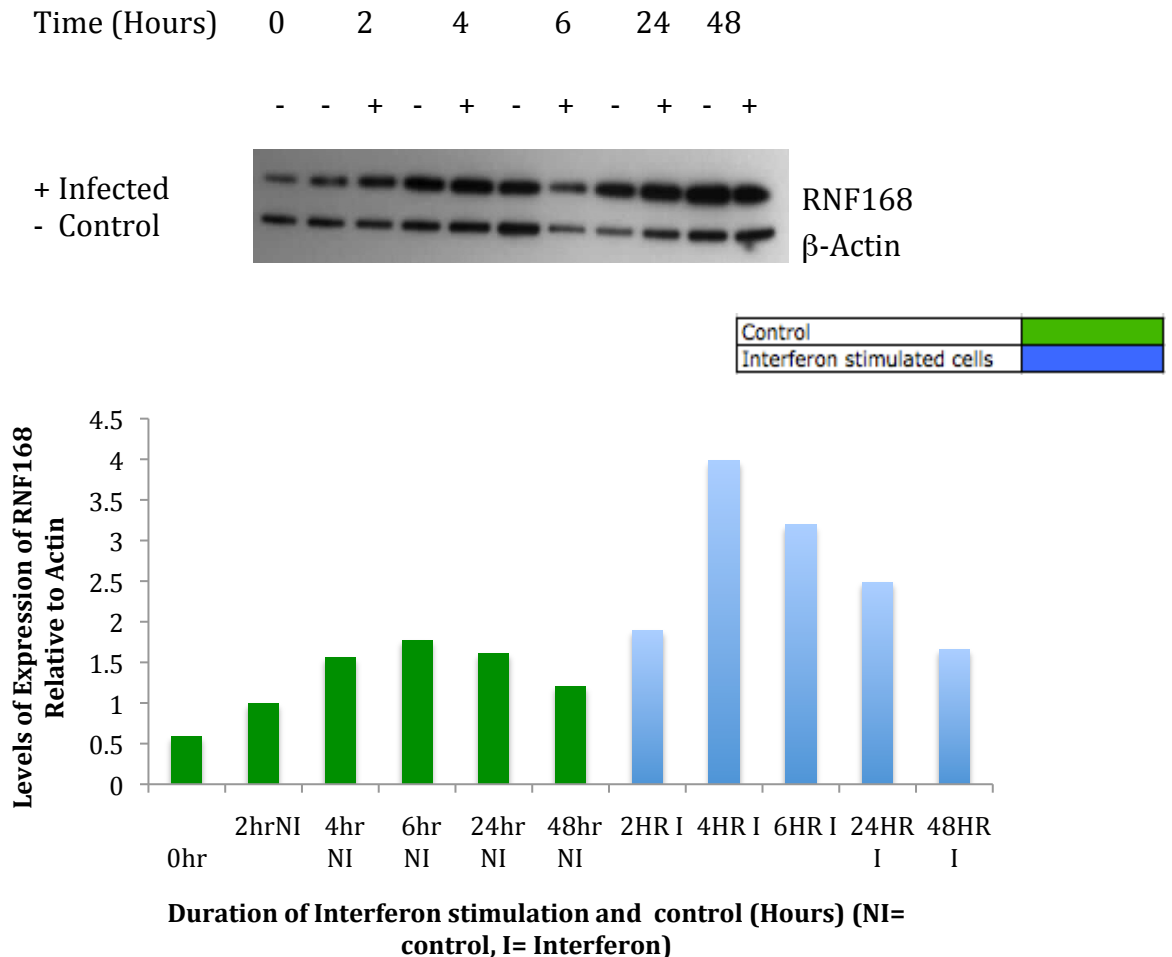 Time (Hours) 0 2 4 6 24 48
- - + - + - + - + - +
+ Infected
- Control
RNF168
β-Actin
Control
Interferon stimulated cells
Levels of Expression of RNF168
Relative to Actin
4.5
4
3.5
3
2.5
2
1.5
1
0.5
0
0hr
2hrNI
4hr
NI
6hr
NI
24hr
NI
48hr
NI
2HR I
4HR I
6HR I
24HR
I
48HR
I
Duration of Interferon stimulation and control (Hours) (NI=
control, I= Interferon)